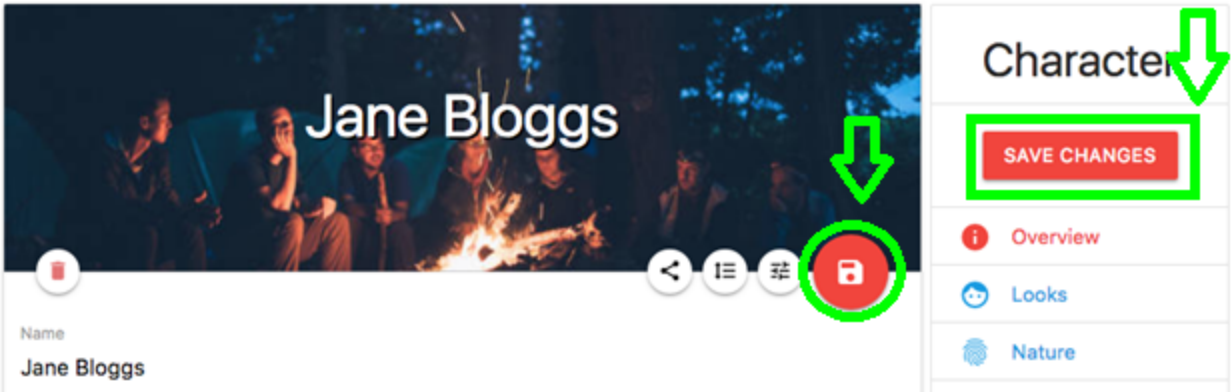 Jane Bloggs
Name
Jane Bloggs
Character
SAVE CHANGES
Overview
Looks
Nature